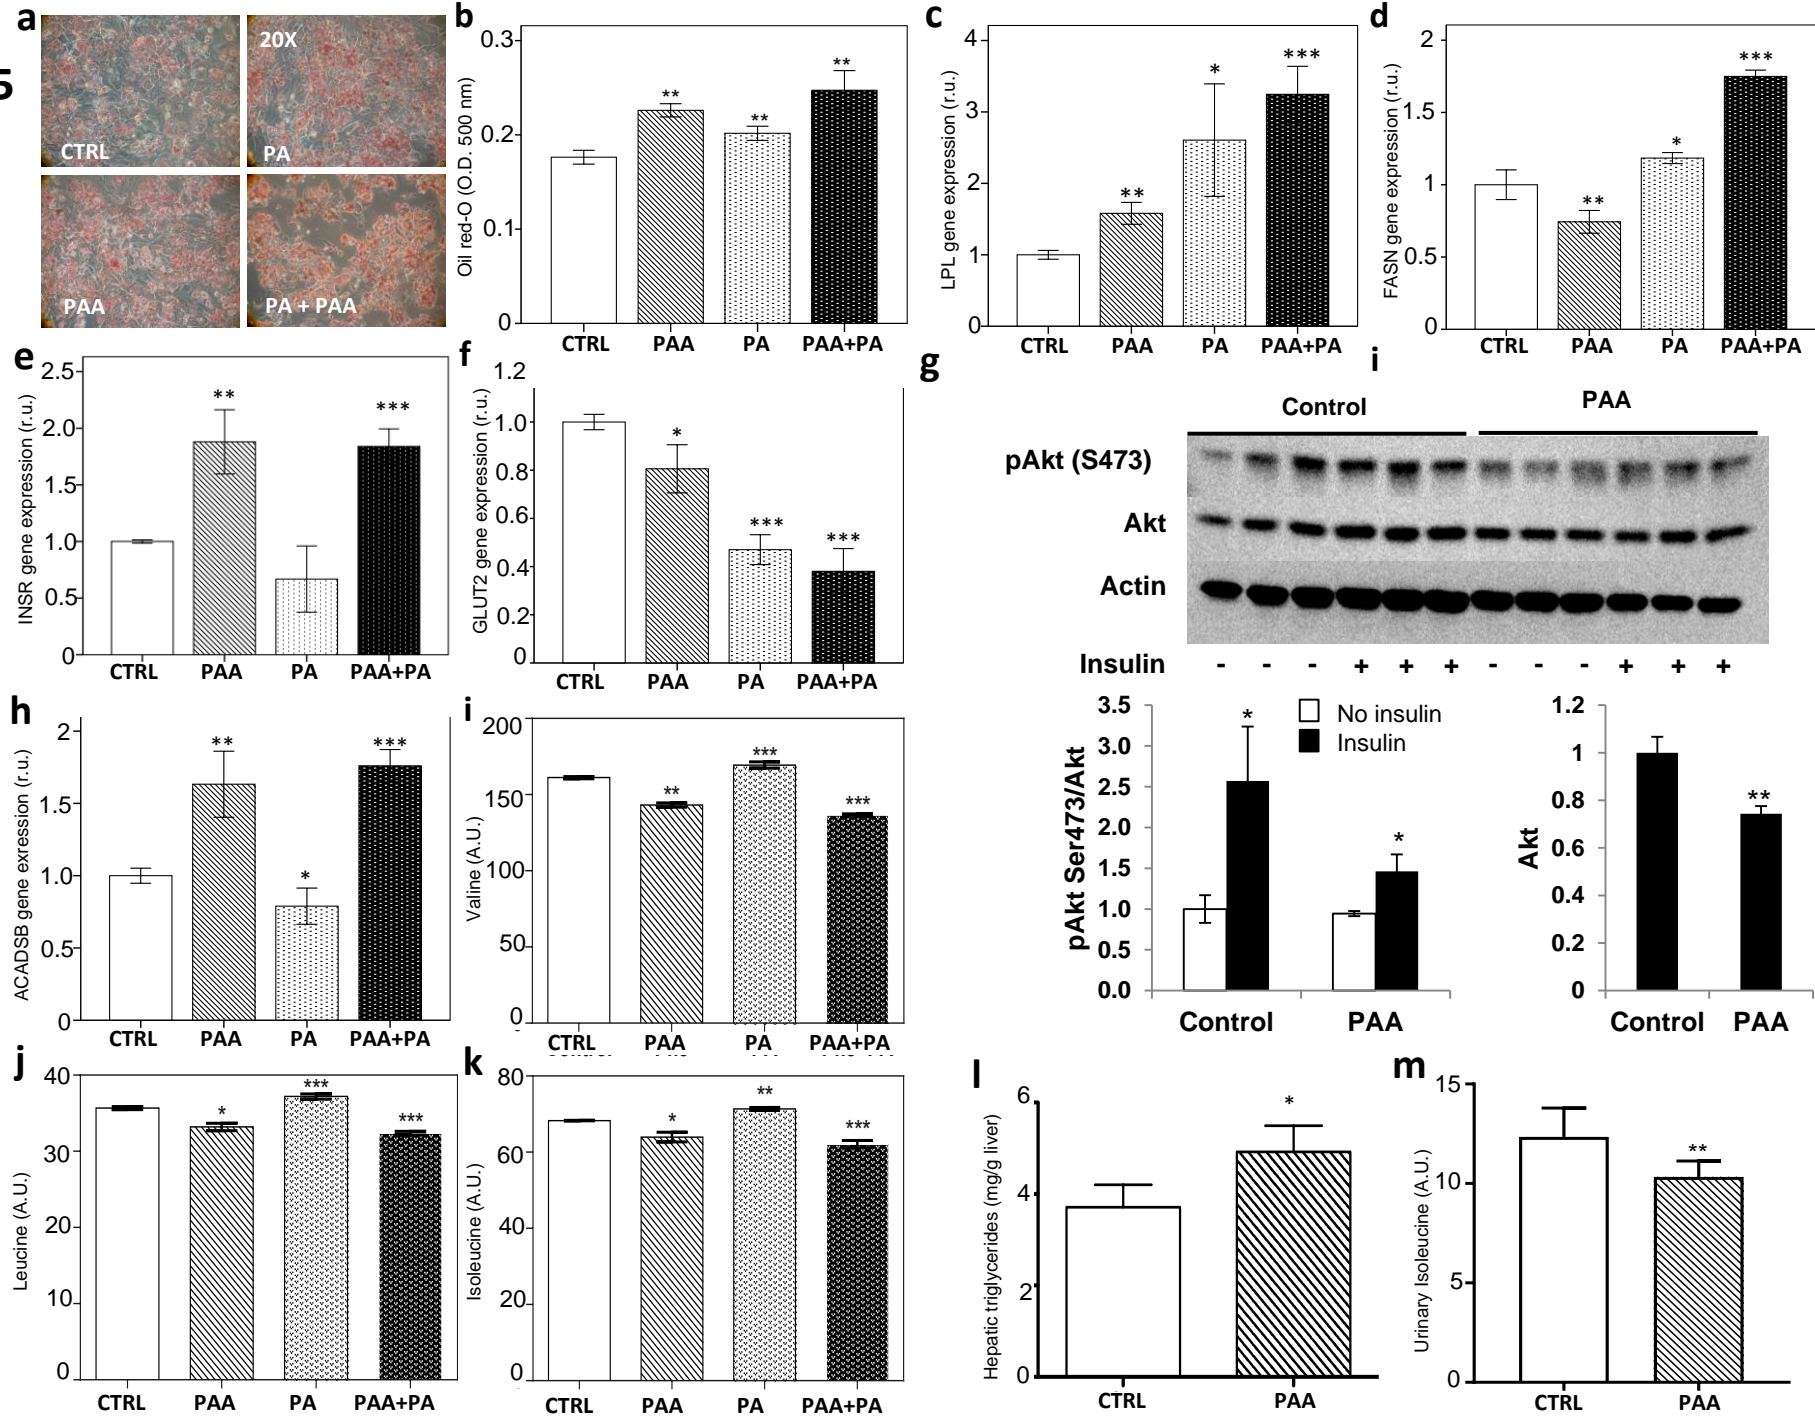 5
a
CTRL
20X
PA
PAA
PA + PAA
b
Oil red-O (O.D. 500 nm)
0.3
0.2
0.1
0
**
**
**
CTRL PAA PA PAA+PA
c
LPL gene expression (r.u.)
4
3
2
1
0
**
*
***
CTRL PAA PA PAA+PA
d
FASN gene expression (r.u.)
2
1.5
1
0.5
0
**
*
***
CTRL PAA PA PAA+PA
e
INSR gene expression (r.u.)
2.5
2.0
1.5
1.0
0.5
0
**
***
CTRL PAA PA PAA+PA
f
GLUT2 gene expression (r.u.)
1.2
1.0
0.8
0.6
0.4
0.2
0
*
***
***
CTRL PAA PA PAA+PA
g
i
Control PAA
pAkt (S473)
Akt
Actin
Insulin - - - + + + - - - + + +
pAkt Ser473/Akt
3.5
3.0
2.5
2.0
1.5
1.0
0.5
0.0
*
*
No insulin
Insulin
Control PAA
Akt
1.2
1
0.8
0.6
0.4
0.2
0
**
Control PAA
h
ACADSB gene exression (r.u.)
2
1.5
1.0
0.5
0
**
*
***
CTRL PAA PA PAA+PA
i
Valine (A.U.)
200
150
100
50
0
**
***
***
CTRL PAA PA PAA+PA
j
Leucine (A.U.)
40
30
20
10
0
*
***
***
CTRL PAA PA PAA+PA
k
Isoleucine (A.U.)
80
60
40
20
0
*
**
***
CTRL PAA PA PAA+PA
l
Hepatic triglycerides (mg/g liver)
6
4
2
0
*
CTRL PAA
m
Urinary Isoleucine (A.U.)
15
10
5
0
**
CTRL PAA